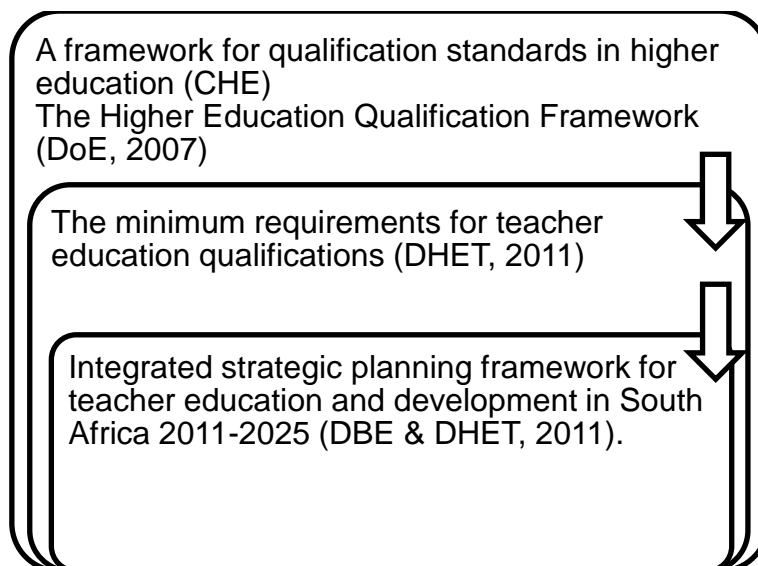 A framework for qualification standards in higher
education (CHE)
The Higher Education Qualification Framework
(DoE, 2007)
The minimum requirements for teacher
education qualifications (DHET, 2011)
Integrated strategic planning framework for
teacher education and development in South
Africa 2011-2025 (DBE & DHET, 2011).